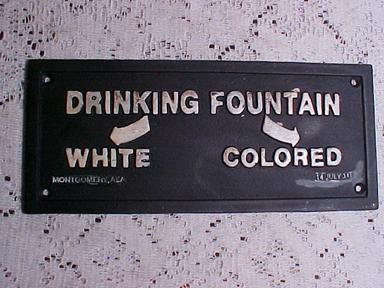 DRINKING FOUNTAIN
WHITE COLORED
MONTGOMERY, ALA